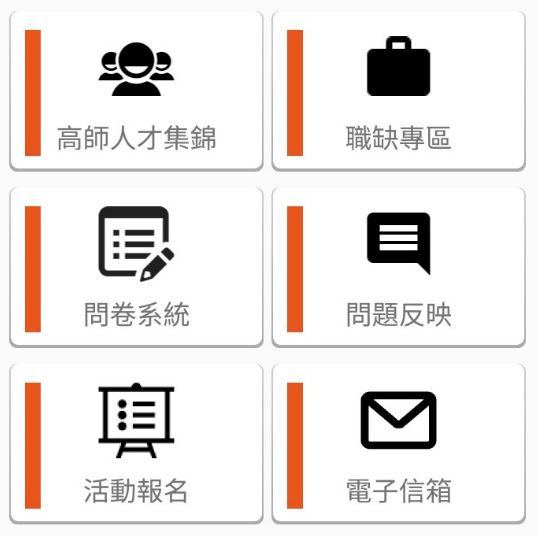 高師人才集錦
職缺專區
問卷系統
問題反映
活動報名
電子信箱